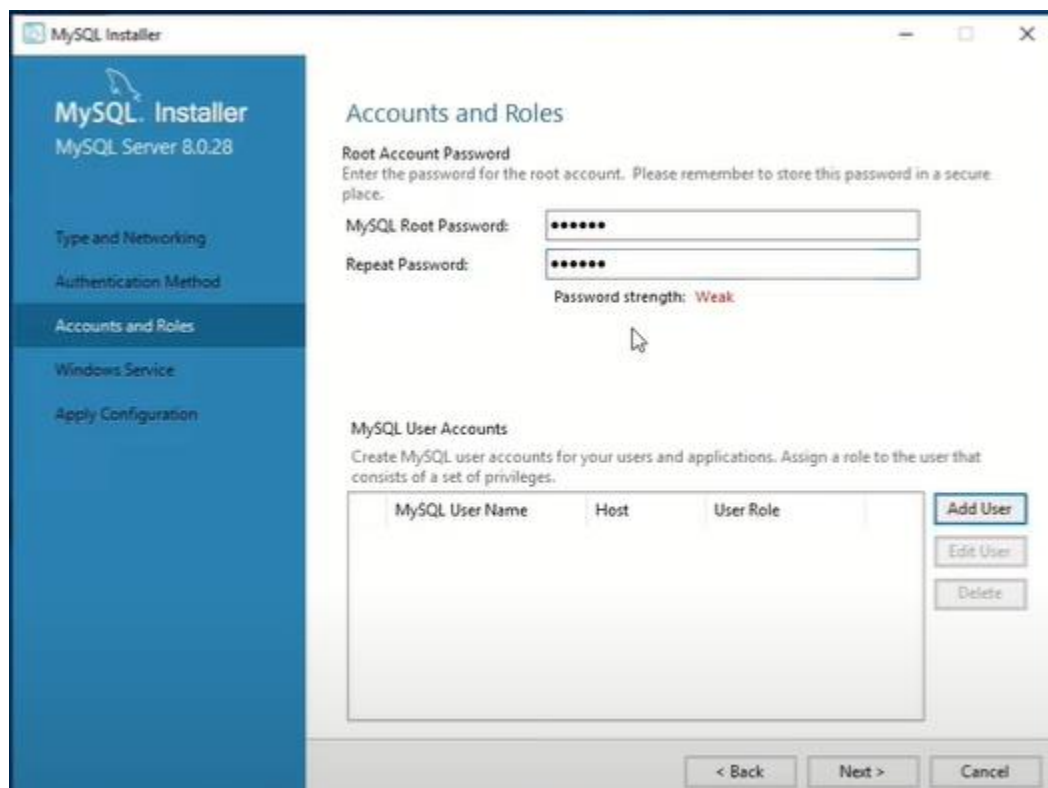 MySQL Installer
MySQL. Installer
MySQL Server 8.0.28
Type and Networking
Authentication Method
Accounts and Roles
Windows Service
Apply Configuration
Accounts and Roles
Root Account Password
Enter the password for the root account. Please remember to store this password in a secure
place.
MySQL Root Password: ••••••
Repeat Password: ••••••
Password strength: Weak
MySQL User Accounts
Create MySQL user accounts for your users and applications. Assign a role to the user that
consists of a set of privileges.
MySQL User Name Host User Role
Add User
Edit User
Delete
< Back Next > Cancel